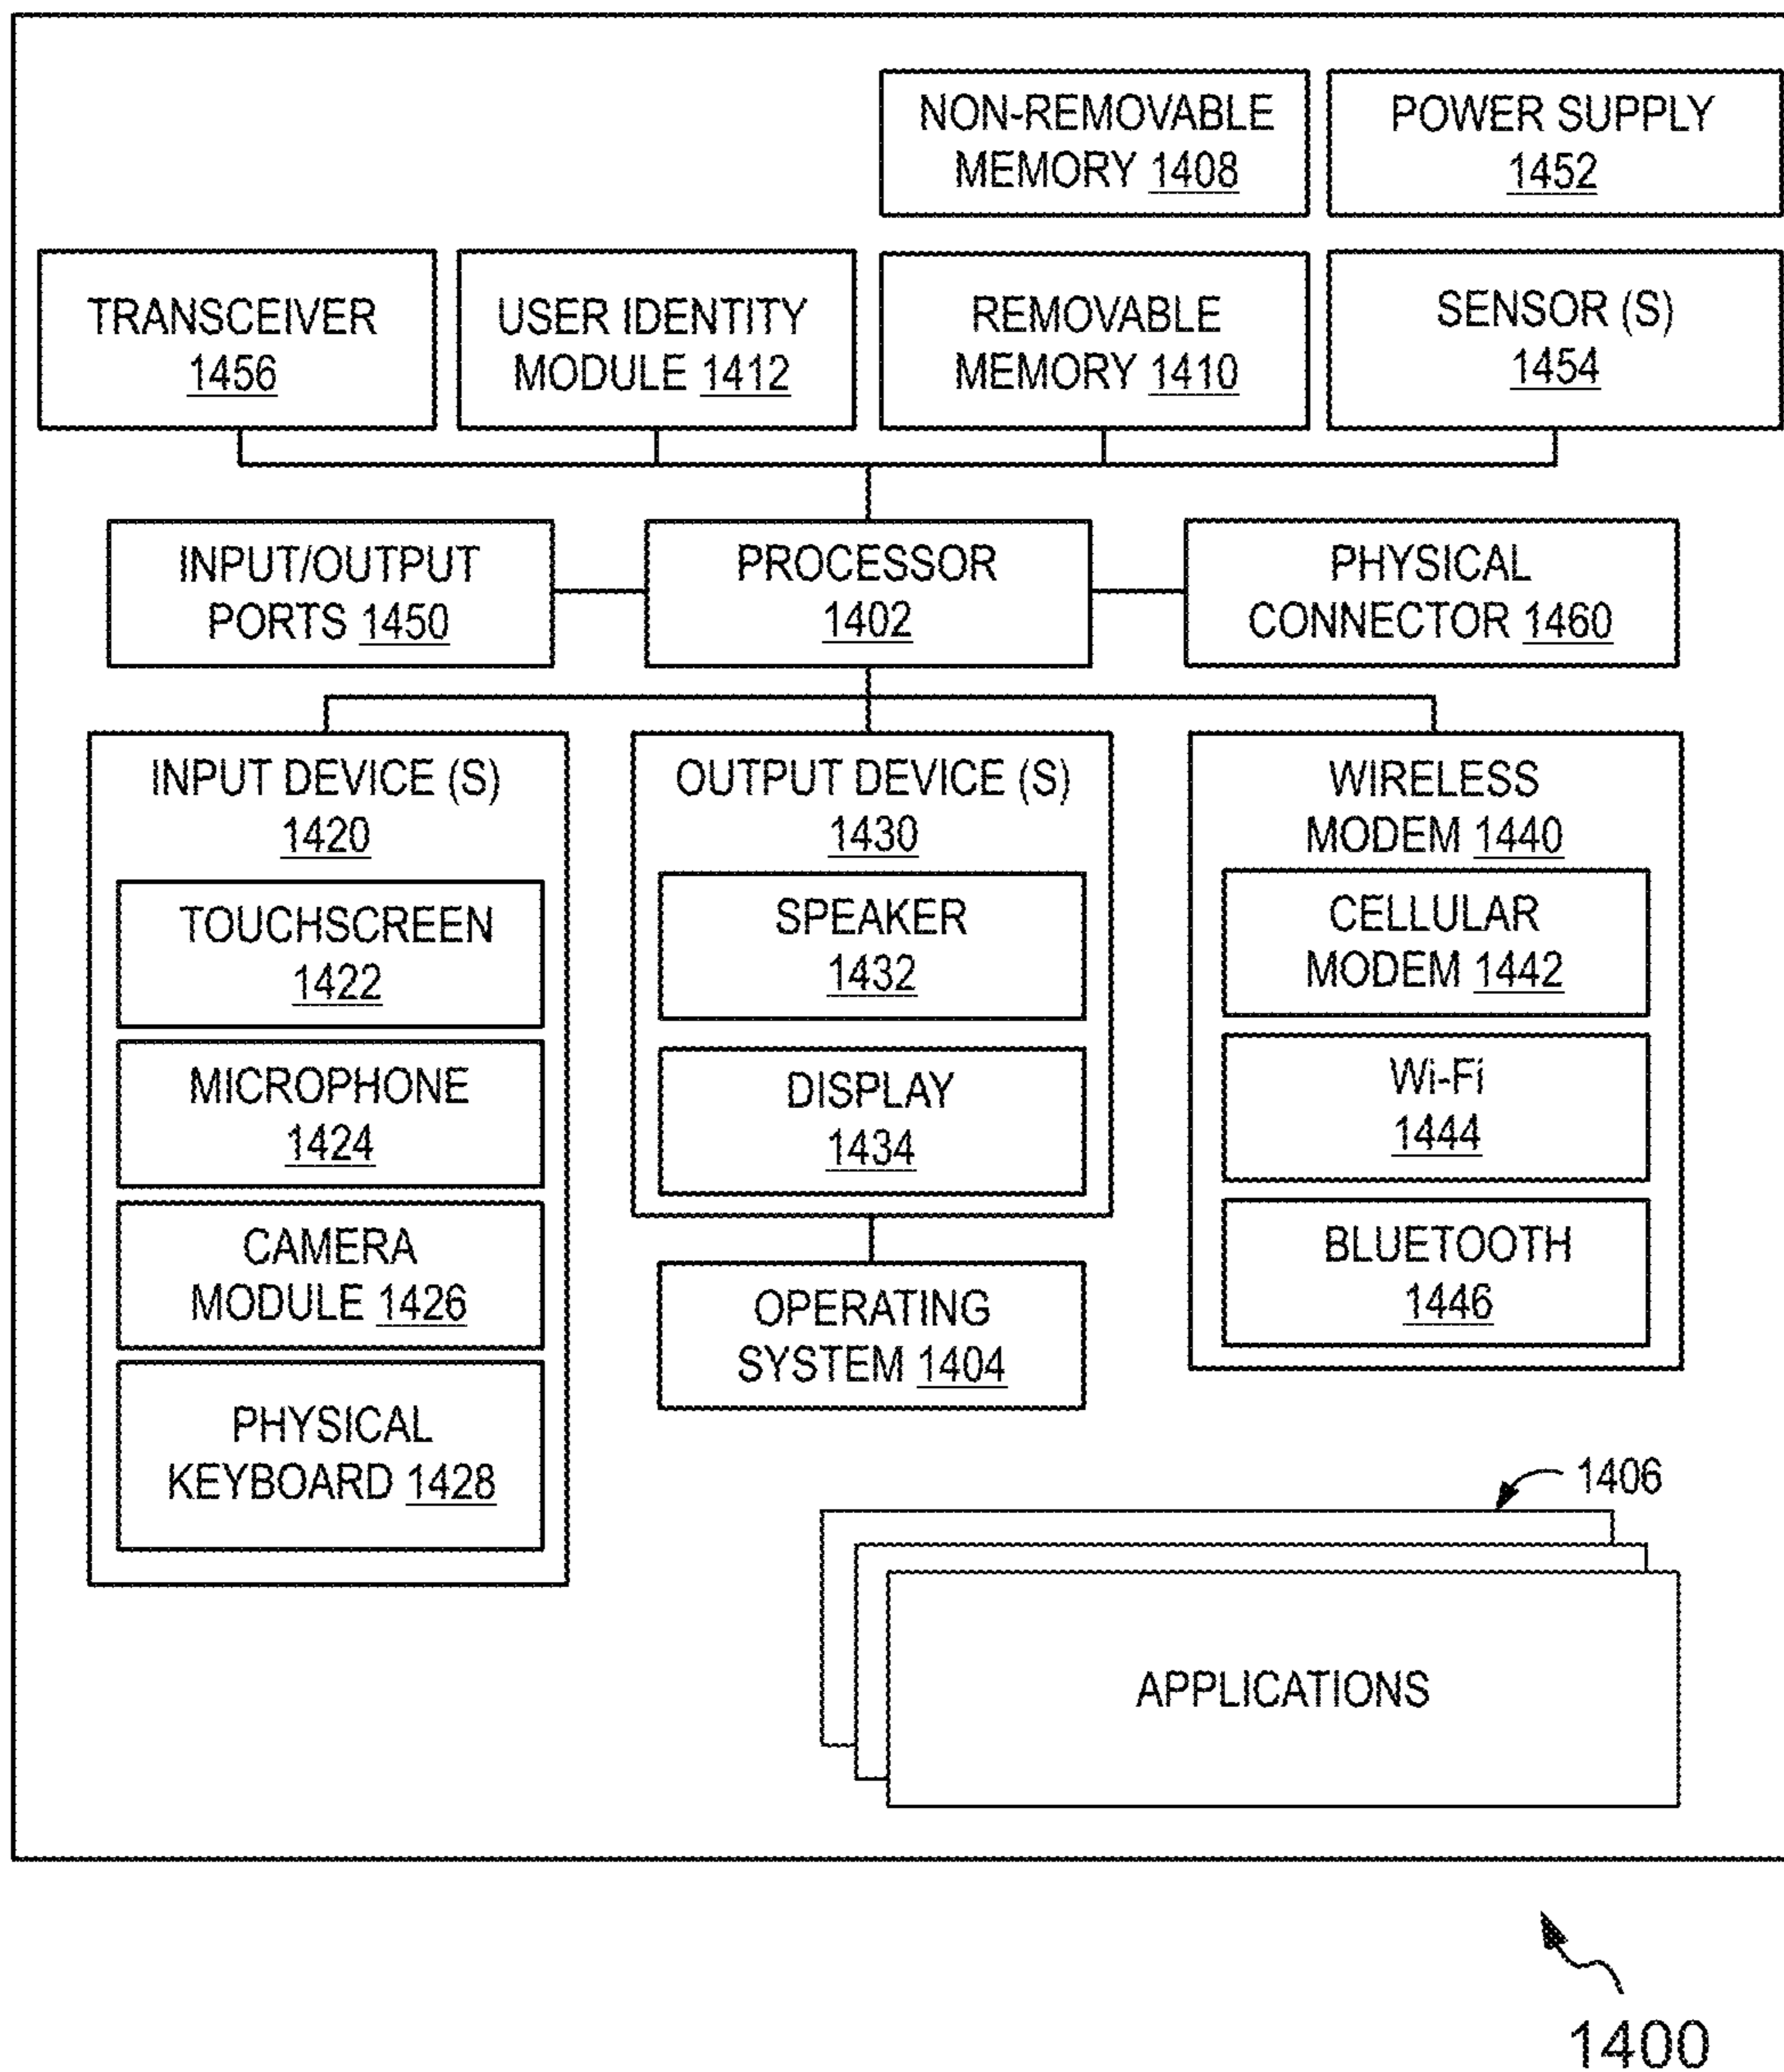 NON-REMOVABLE
MEMORY 1408
POWER SUPPLY
1452
TRANSCEIVER
1456
USER IDENTITY
MODULE 1412
REMOVABLE
MEMORY 1410
SENSOR (S)
1454
INPUT/OUTPUT
PORTS 1450
PROCESSOR
1402
PHYSICAL
CONNECTOR 1460
INPUT DEVICE (S)
1420
TOUCHSCREEN
1422
MICROPHONE
1424
CAMERA
MODULE 1426
PHYSICAL
KEYBOARD 1428
OUTPUT DEVICE (S)
1430
SPEAKER
1432
DISPLAY
1434
OPERATING
SYSTEM 1404
WIRELESS
MODEM 1440
CELLULAR
MODEM 1442
Wi-Fi
1444
BLUETOOTH
1446
1406
APPLICATIONS
1400